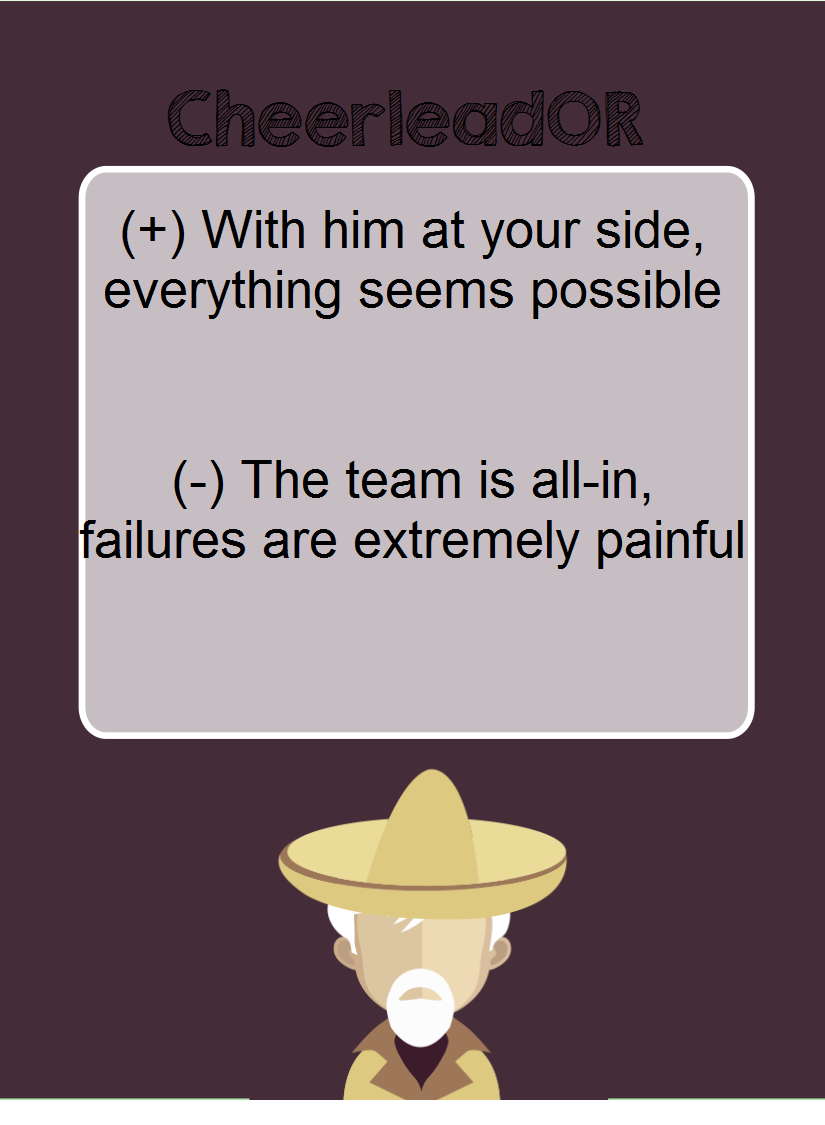 CheerleadOR
(+) With him at your side,
everything seems possible
(-) The team is all-in,
failures are extremely painful